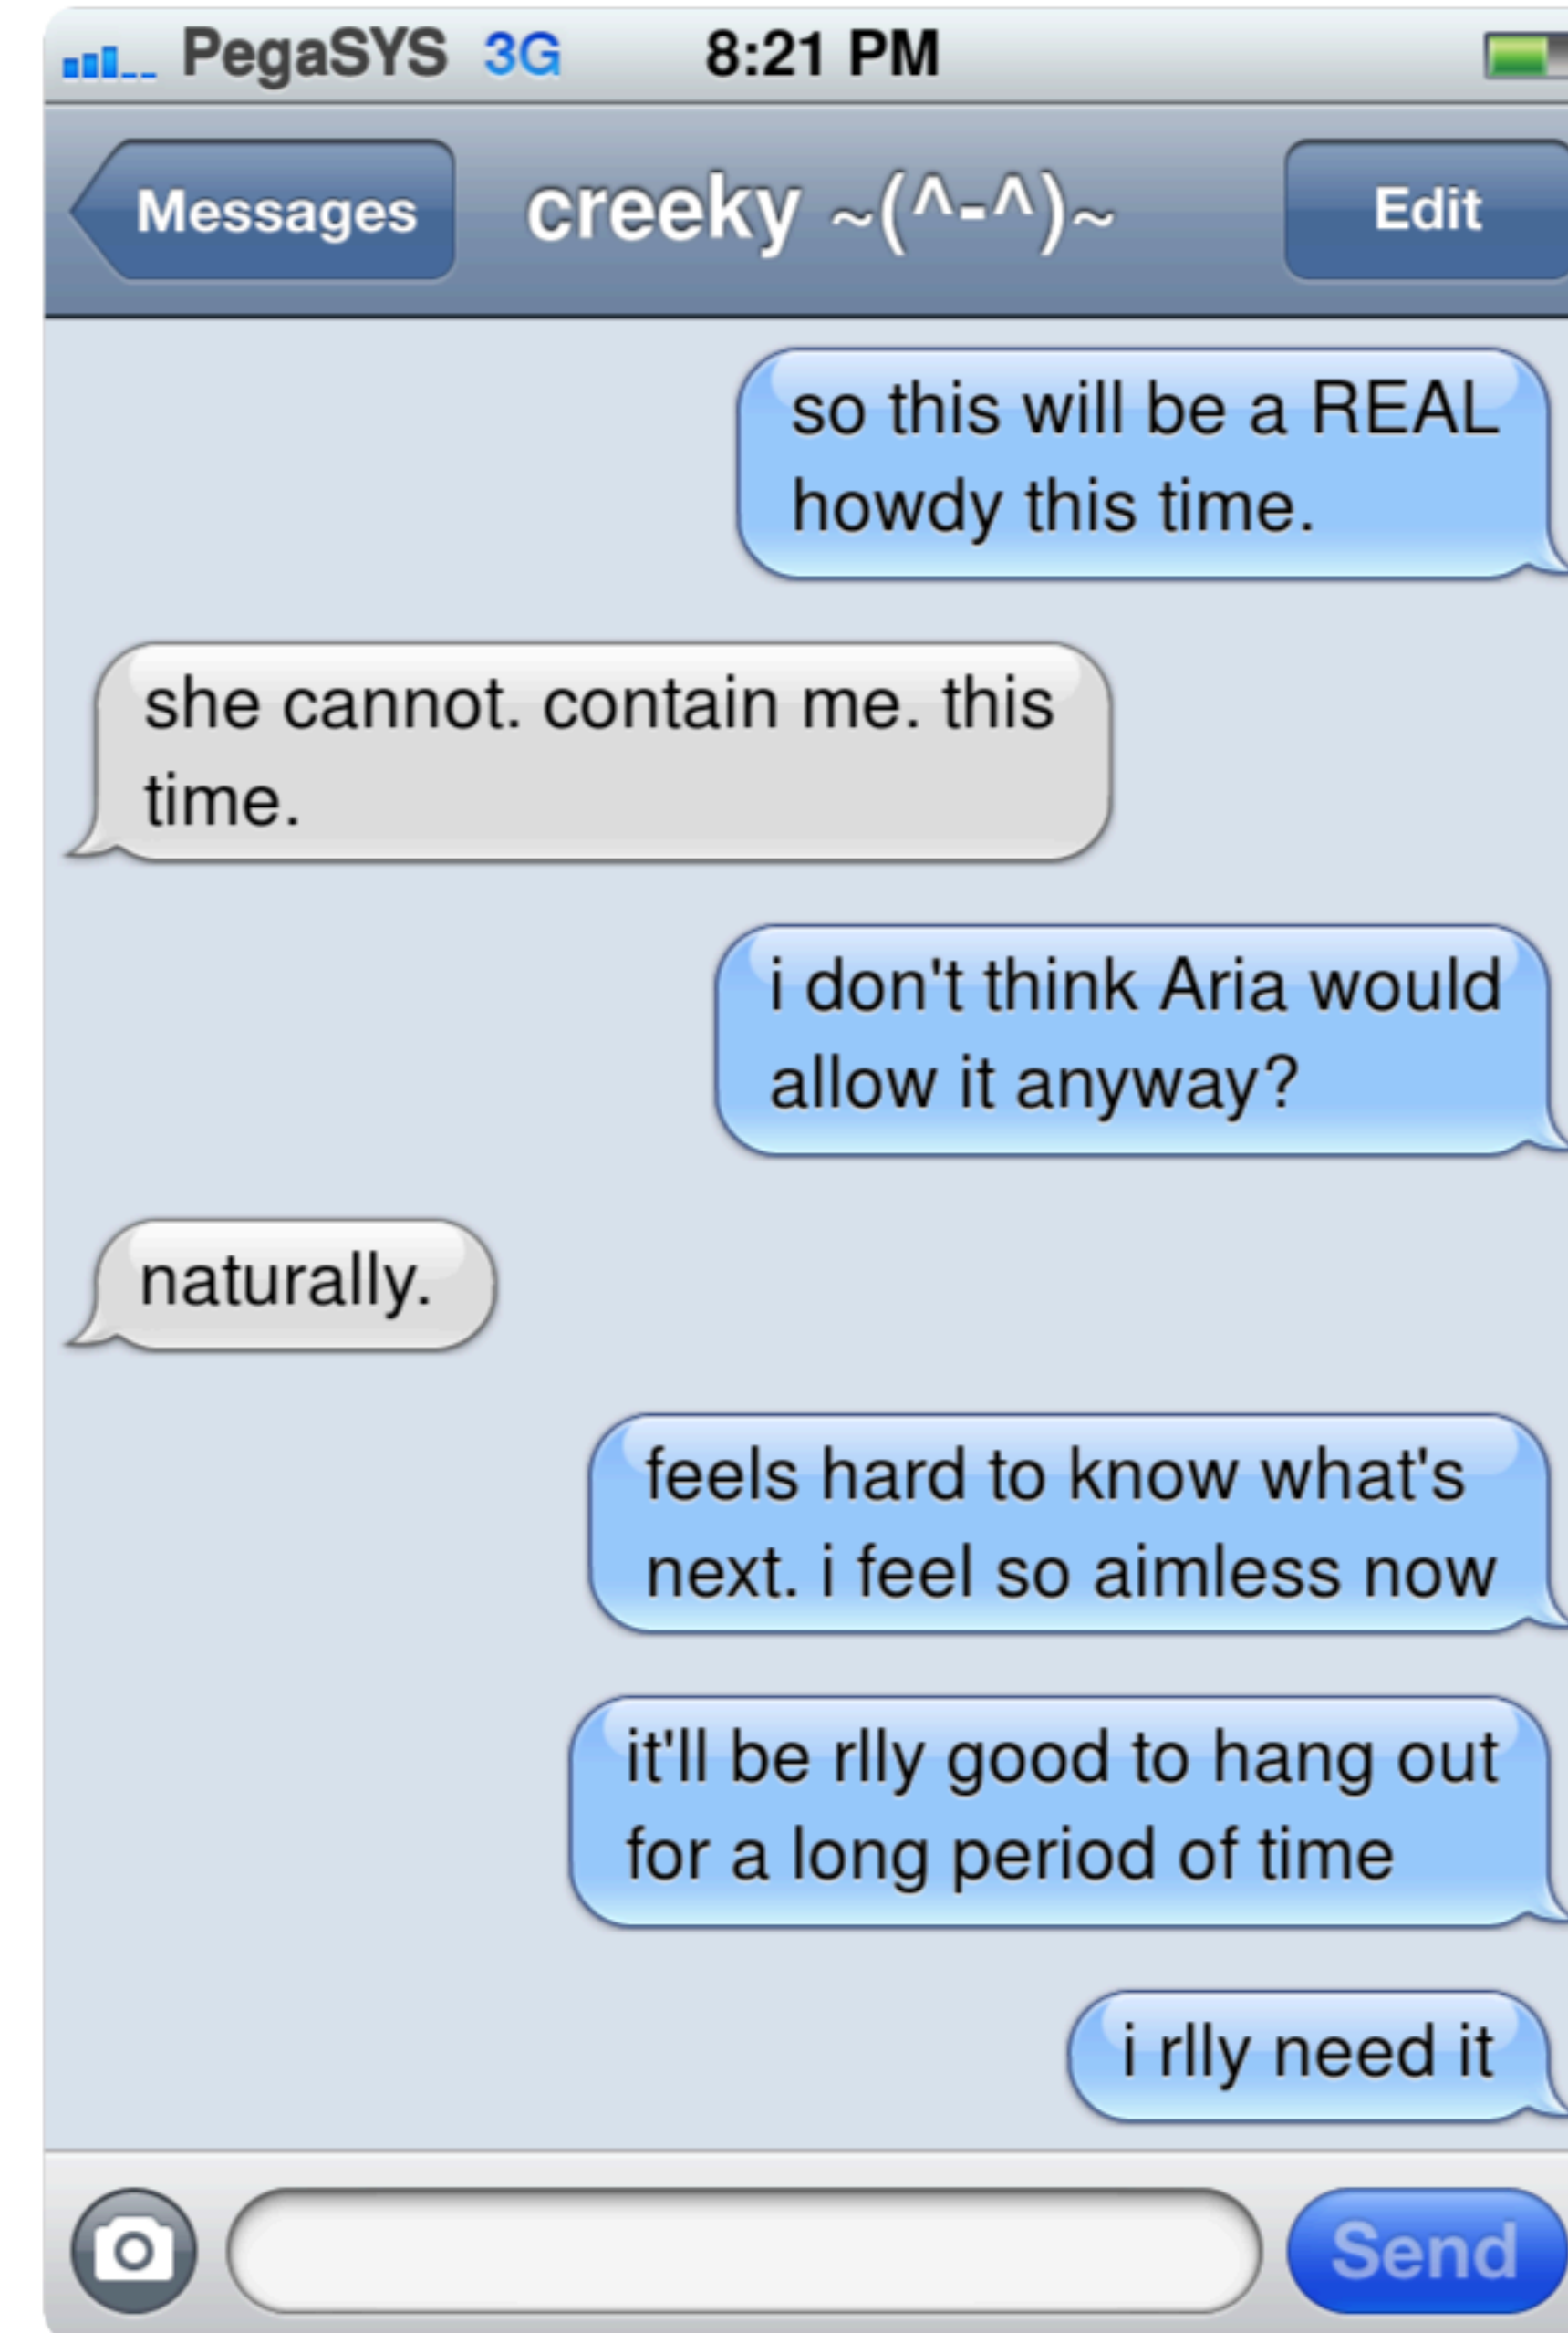 PegaSYS 3G 8:21 PM
Messages creeky ~(^-^)~ Edit
so this will be a REAL
howdy this time.
she cannot. contain me. this
time.
i don't think Aria would
allow it anyway?
naturally.
feels hard to know what's
next. i feel so aimless now
it'll be rlly good to hang out
for a long period of time
i rlly need it
Send